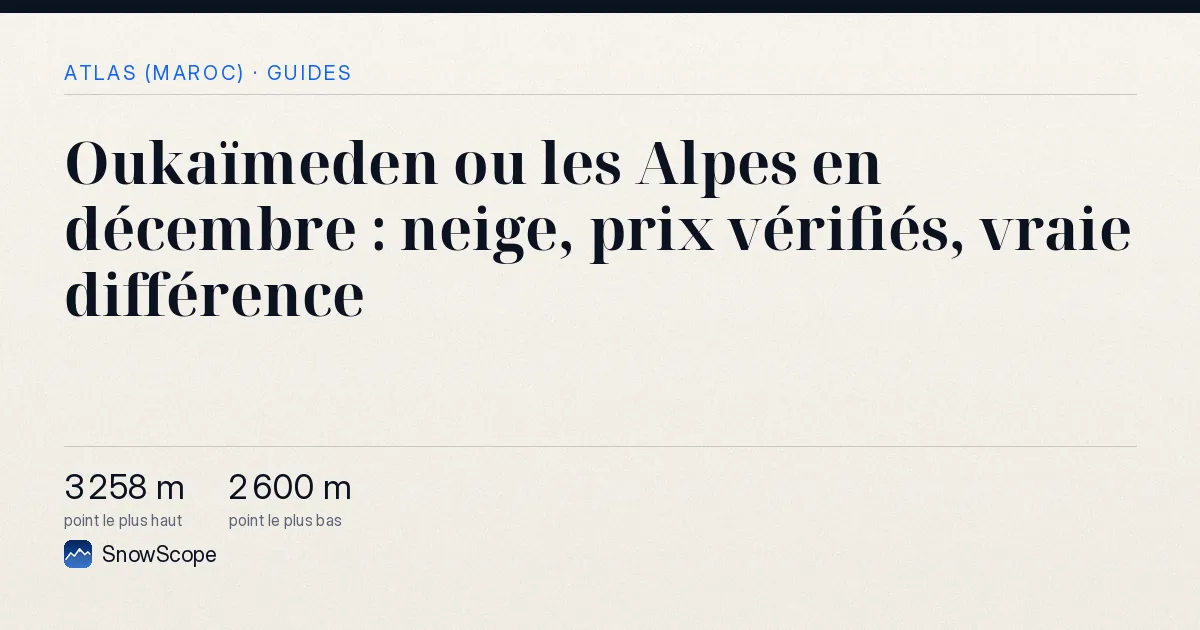 ATLAS (MAROC) · GUIDES
Oukaïmeden ou les Alpes en
décembre : neige, prix vérifiés, vraie
différence
3 258 m 2 600 m
point le plus haut point le plus bas
SnowScope